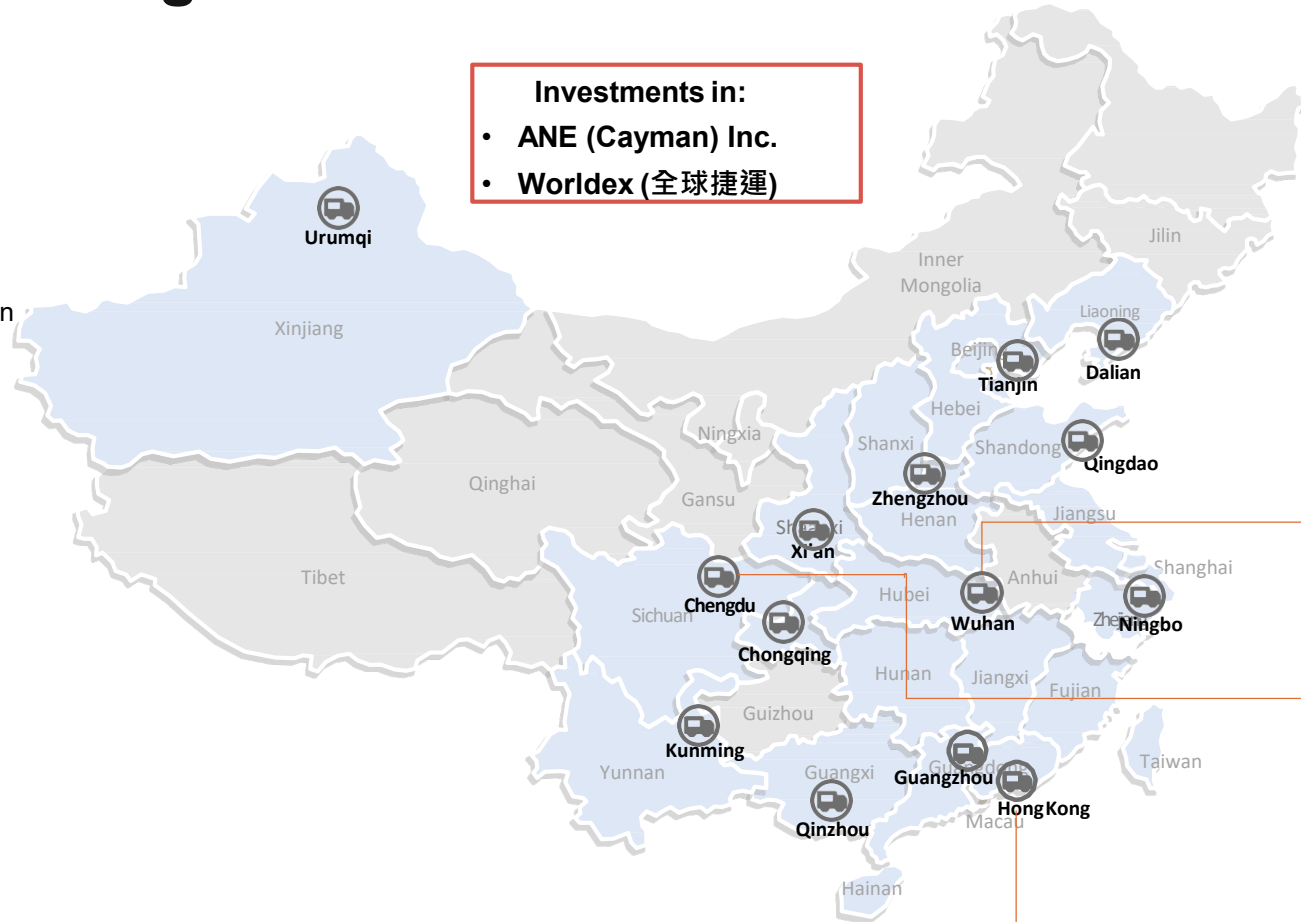 g
Investments in:
• ANE (Cayman) Inc.
• Worldex (全球捷運)
Urumqi
Jilin
Inner
Mongolia
n
Xinjiang
Liaoning
Beijing
Tianjin
Dalian
Hebei
Ningxia
Shanxi
Shandong
Qingdao
Qinghai
Gansu
Zhengzhou
Henan
Jiangsu
Xi'an
Tibet
Chengdu
Sichuan
Hubei
Anhui
Shanghai
Wuhan
Ningbo
Chongqing
Hunan
Jiangxi
Fujian
Guizhou
Kunming
Yunnan
Guangxi
Guangzhou
Guangdong
Taiwan
Qinzhou
Hong Kong
Macau
Hainan